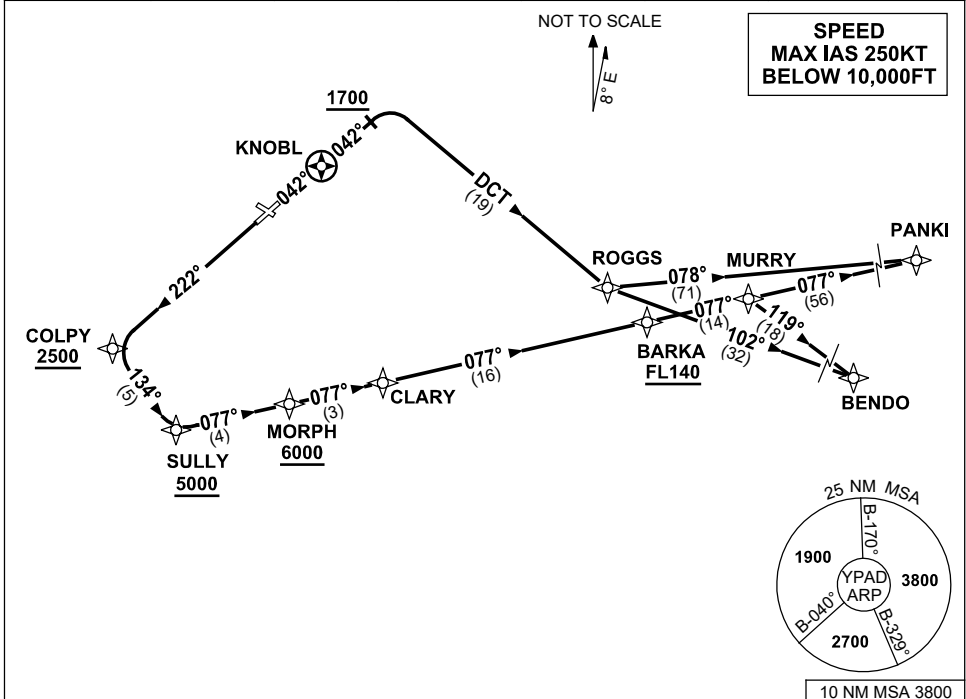 NOT TO SCALE
8° E
SPEED
MAX IAS 250KT
BELOW 10,000FT
1700
KNOBL
042°
042°
222°
DCT
(19)
ROGGS
078°
(71)
MURRY
PANKI
077°
(56)
077°
(14)
119°
(18)
102°
(32)
BENDO
BARKA
FL140
COLPY
2500
134°
(5)
077°
(4)
SULLY
5000
MORPH
6000
077°
(3)
CLARY
077°
(16)
25 NM MSA
B-170°
1900
3800
YPAD
ARP
B-040°
B-329°
2700
10 NM MSA 3800